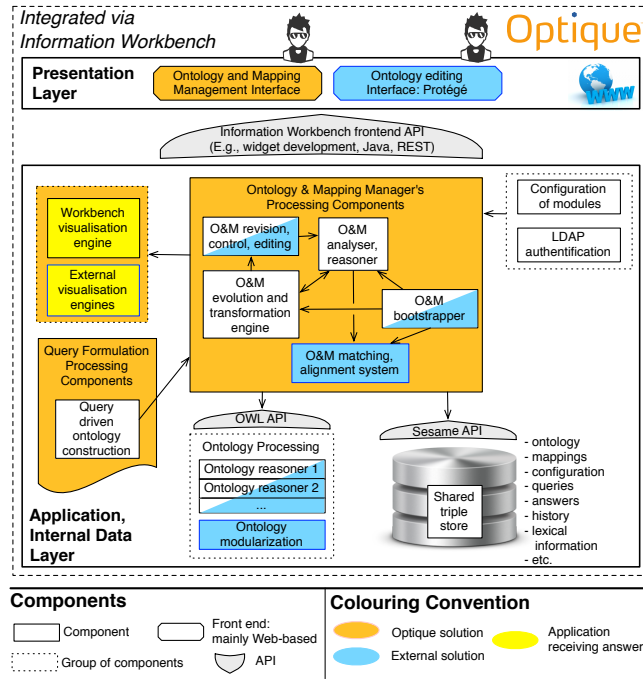 Integrated via
Information Workbench
Optique
Presentation
Layer
Ontology and Mapping
Management Interface
Ontology editing
Interface: Protégé
WWW
Information Workbench frontend API
(E.g., widget development, Java, REST)
Ontology & Mapping Manager's
Processing Components
Workbench
visualisation
engine
External
visualisation
engines
O&M revision,
control, editing
O&M
analyser,
reasoner
O&M
evolution and
transformation
engine
O&M
bootstrapper
O&M matching,
alignment system
Configuration
of modules
LDAP
authentification
Query Formulation
Processing
Components
Query
driven
ontology
construction
OWL API
Ontology Processing
Ontology reasoner 1
Ontology reasoner 2
...
Ontology
modularization
Sesame API
Shared
triple
store
- ontology
- mappings
- configuration
- queries
- answers
- history
- lexical
information
- etc.
Application,
Internal Data
Layer
Components
Component
Front end:
mainly Web-based
Group of components
API
Colouring Convention
Optique solution
External solution
Application
receiving answer